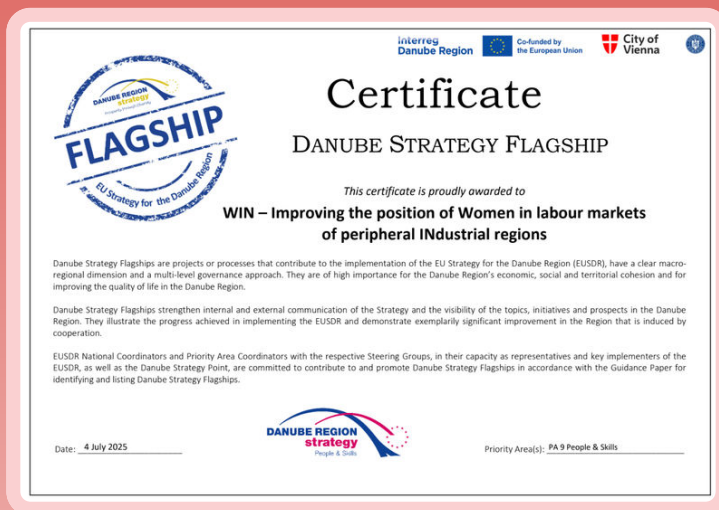 Interreg
Danube Region
Co-funded by
the European Union
City of
Vienna
DANUBE REGION
strategy
FLAGSHIP
EU Strategy for the Danube Region
Certificate
DANUBE STRATEGY FLAGSHIP
This certificate is proudly awarded to
WIN – Improving the position of Women in labour markets
of peripheral INdustrial regions
Danube Strategy Flagships are projects or processes that contribute to the implementation of the EU Strategy for the Danube Region (EUSDR), have a clear macro-
regional dimension and a multi-level governance approach. They are of high importance for the Danube Region's economic, social and territorial cohesion and for
improving the quality of life in the Danube Region.
Danube Strategy Flagships strengthen internal and external communication of the Strategy and the visibility of the topics, initiatives and prospects in the Danube
Region. They illustrate the progress achieved in implementing the EUSDR and demonstrate exemplarily significant improvement in the Region that is induced by
cooperation.
EUSDR National Coordinators and Priority Area Coordinators with the respective Steering Groups, in their capacity as representatives and key implementers of the
EUSDR, as well as the Danube Strategy Point, are committed to contribute to and promote Danube Strategy Flagships in accordance with the Guidance Paper for
identifying and listing Danube Strategy Flagships.
DANUBE REGION
strategy
People & Skills
Date: 4 July 2025
Priority Area(s): PA 9 People & Skills